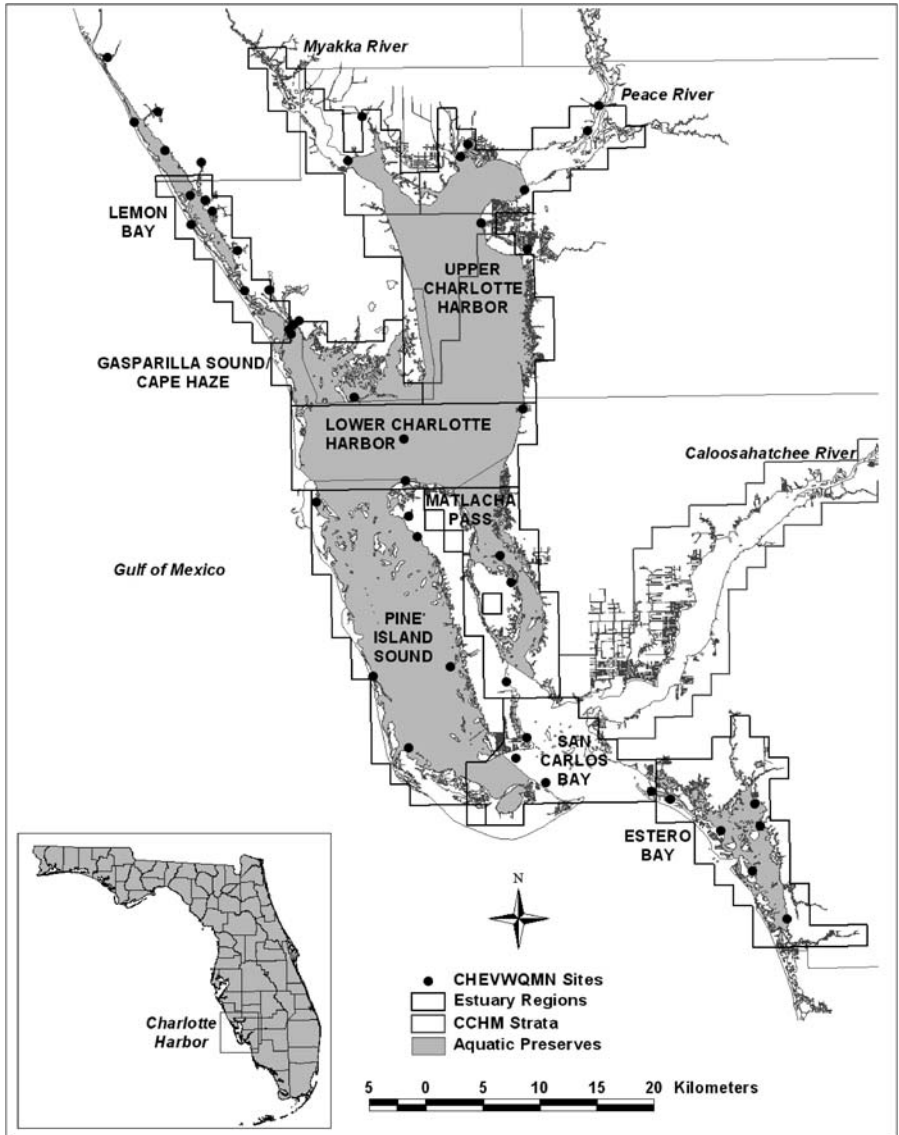 Myakka River
Peace River
LEMON
BAY
UPPER
CHARLOTTE
HARBOR
GASPARILLA SOUND/
CAPE HAZE
LOWER CHARLOTTE
HARBOR
Caloosahatchee River
MATLACHA
PASS
Gulf of Mexico
PINE
ISLAND
SOUND
SAN
CARLOS
BAY
ESTERO
BAY
N
CHEVWQMN Sites
Estuary Regions
CCHM Strata
Aquatic Preserves
Charlotte
Harbor
5 0 5 10 15 20 Kilometers